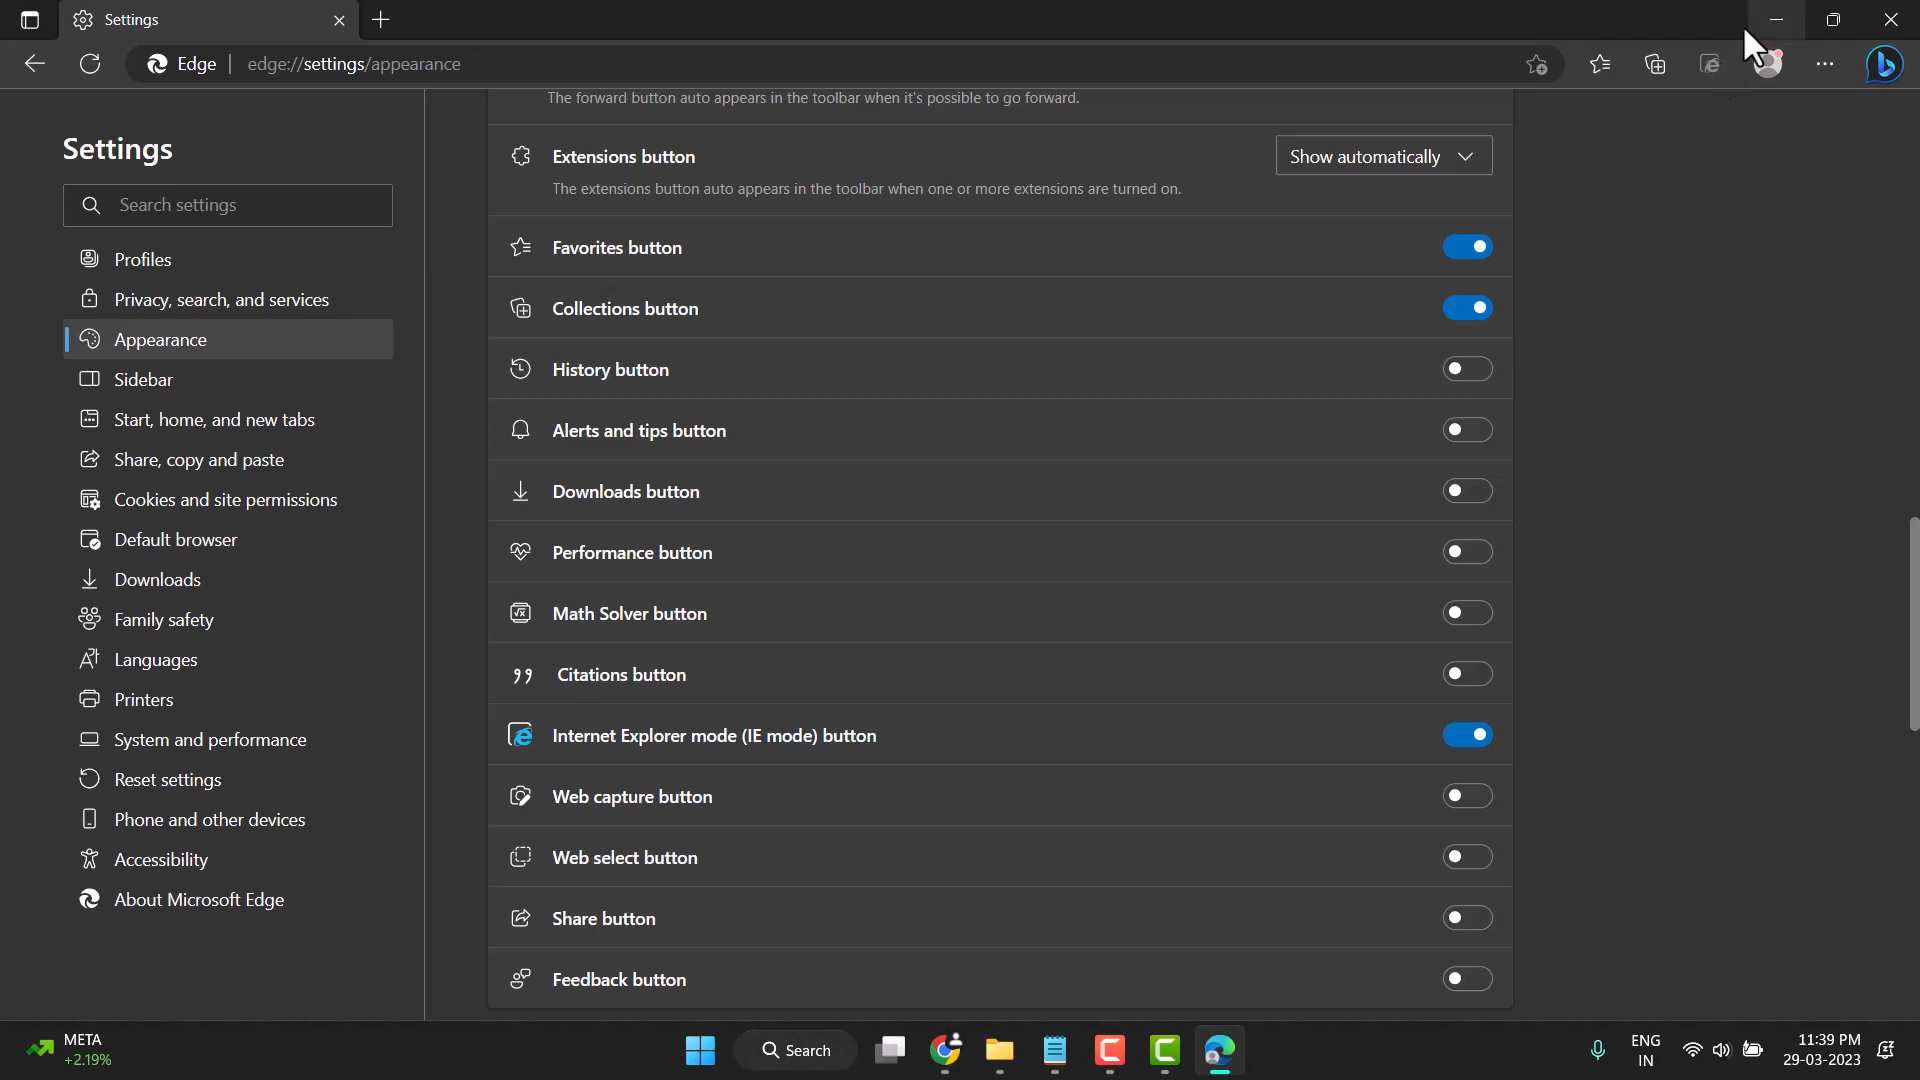 Settings
Edge
edge://settings/appearance
The forward button auto appears in the toolbar when it's possible to go forward.
Settings
Search settings
Profiles
Privacy, search, and services
Appearance
Sidebar
Start, home, and new tabs
Share, copy and paste
Cookies and site permissions
Default browser
Downloads
Family safety
Languages
Printers
System and performance
Reset settings
Phone and other devices
Accessibility
About Microsoft Edge
Extensions button
Show automatically
The extensions button auto appears in the toolbar when one or more extensions are turned on.
Favorites button
Collections button
History button
Alerts and tips button
Downloads button
Performance button
Math Solver button
Citations button
Internet Explorer mode (IE mode) button
Web capture button
Web select button
Share button
Feedback button
META
+2.19%
Search
ENG
IN
11:39 PM
29-03-2023